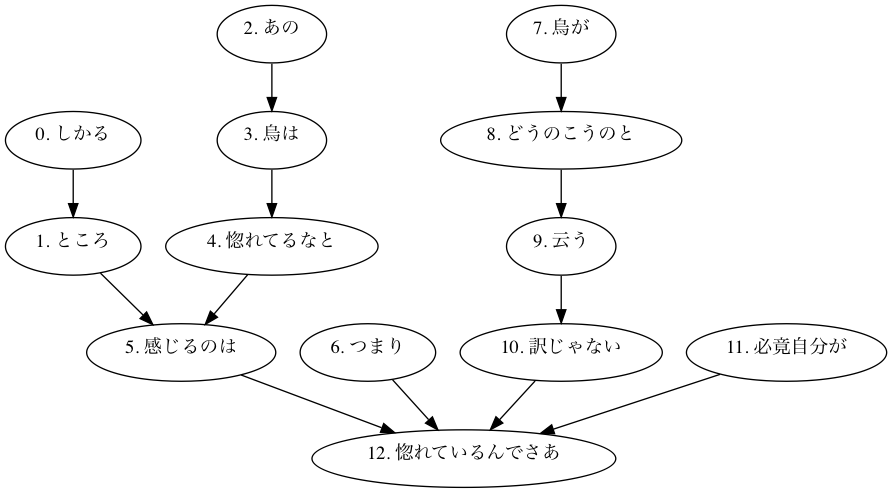 0. しかる
1. ところ
2. あの
3. 烏は
4. 惚れてるなと
5. 感じるのは
6. つまり
7. 烏が
8. どうのこうのと
9. 云う
10. 訳じゃない
11. 必竟自分が
12. 惚れているんでさあ